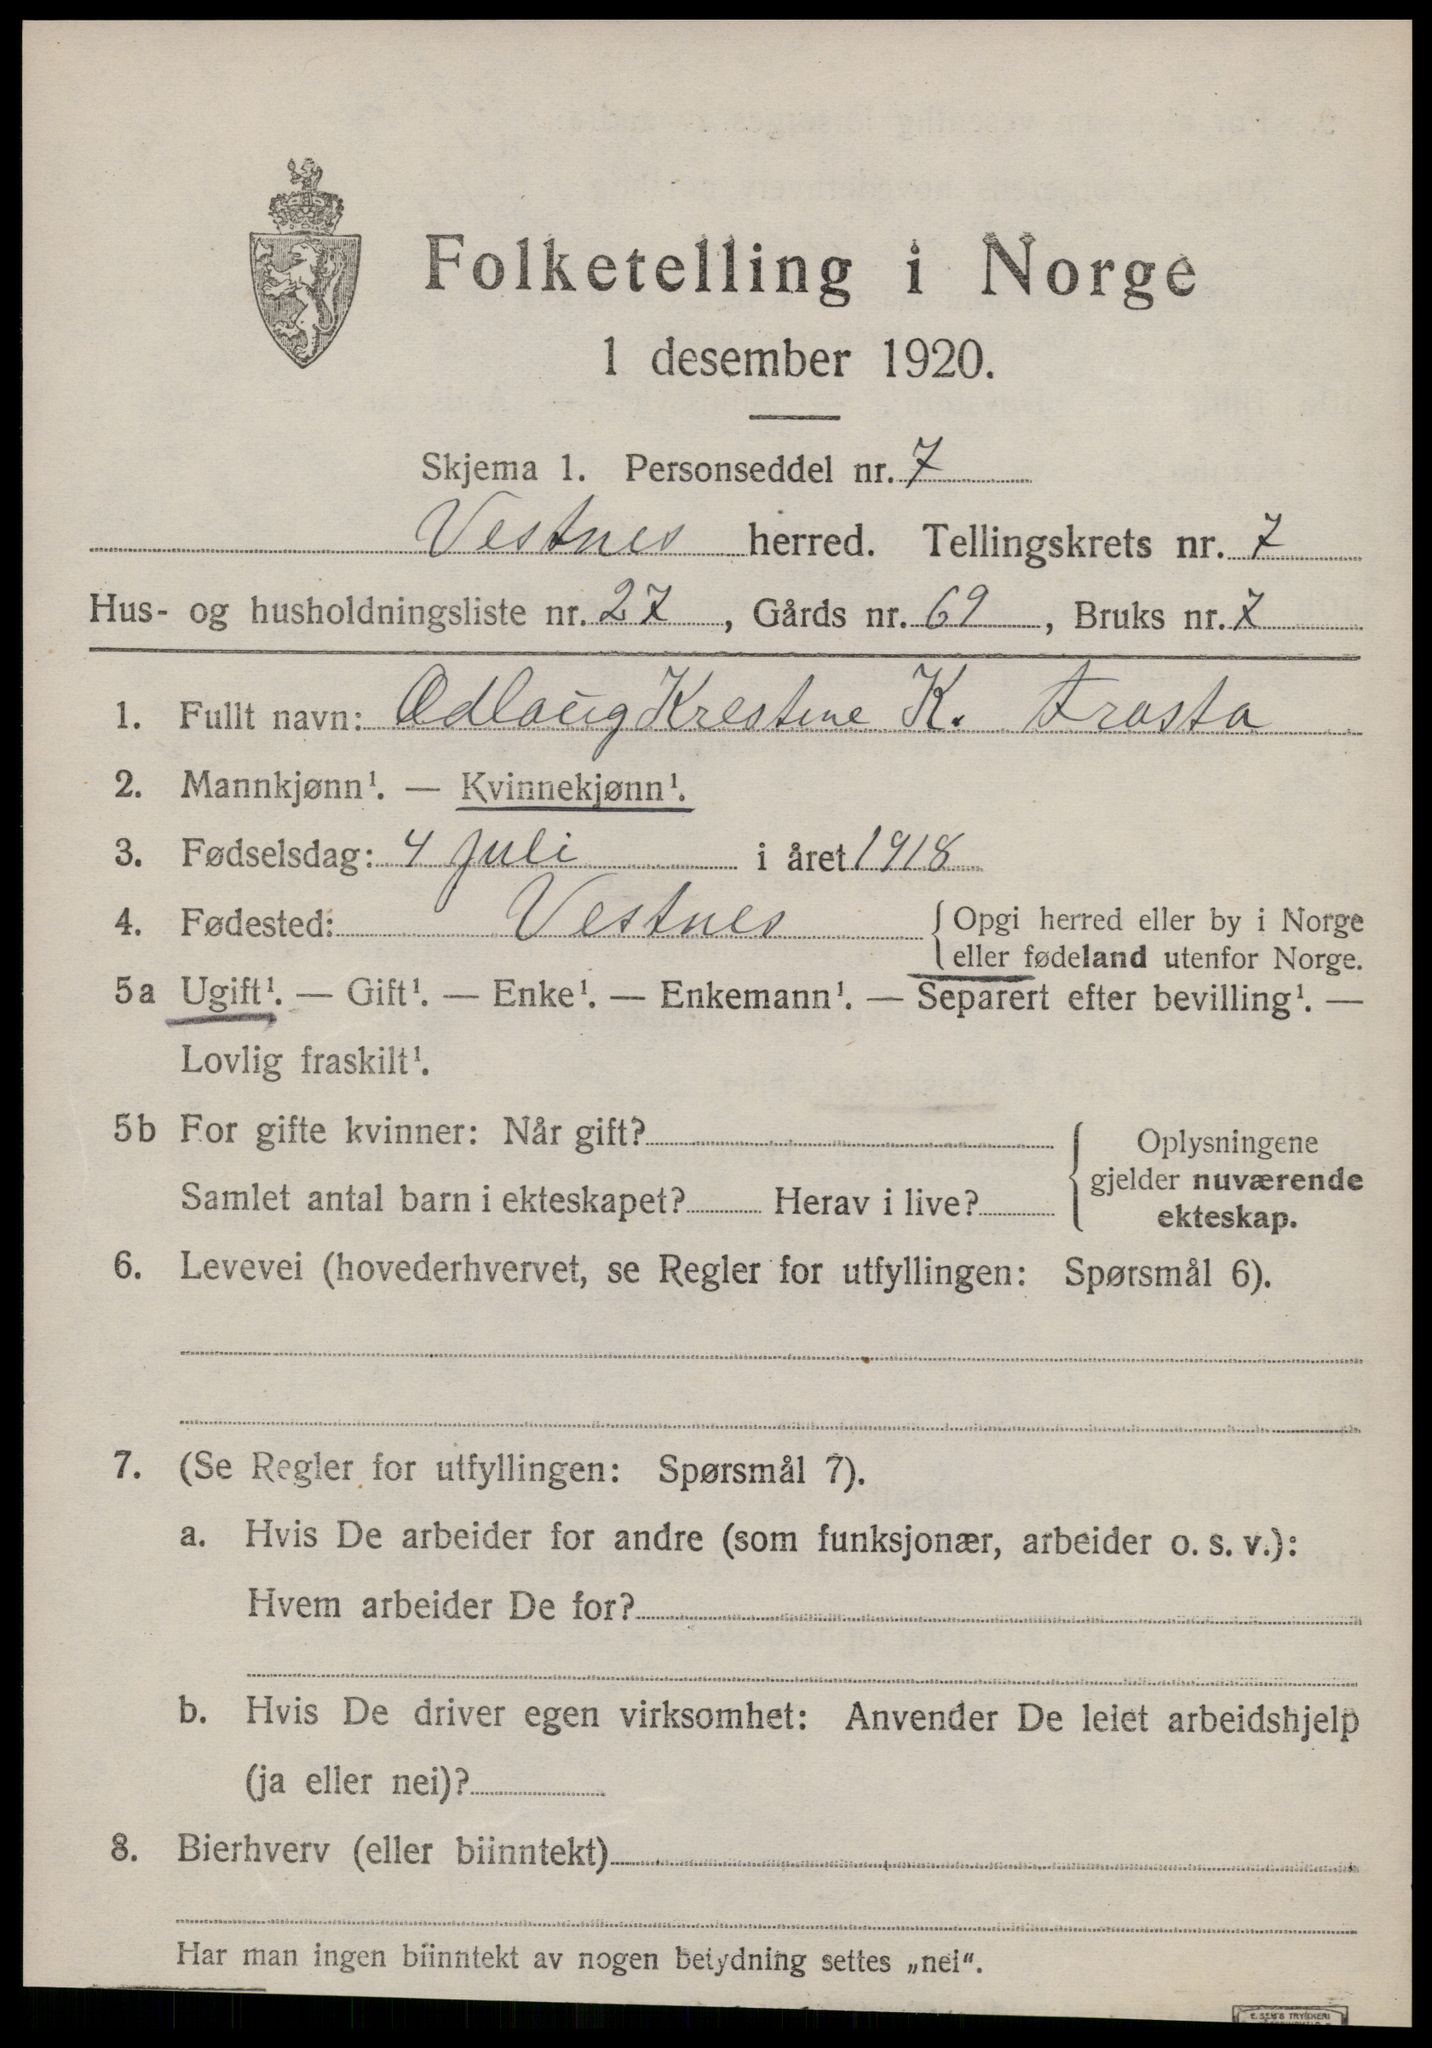 Folketelling i Norge
1 desember 1920.
Skjema 1. Personseddel nr. 7
Vestnes herred. Tellingskrets nr. 7
Hus- og husholdningsliste nr. 27, Gårds nr. 69, Bruks nr. 7
1. Fullt navn: Odlaug Krestine K. Frosta
2. Mannkjønn¹. — Kvinnekjønn¹.
3. Fødselsdag: 4 juli i året 1918
4. Fødested: Vestnes { Opgi herred eller by i Norge
eller fødeland utenfor Norge.
5a Ugift¹. — Gift¹. — Enke¹. — Enkemann¹. — Separert efter bevilling¹. —
Lovlig fraskilt¹.
5b For gifte kvinner: Når gift?
Samlet antal barn i ekteskapet? Herav i live?
{ Oplysningene
gjelder nuværende
ekteskap.
6. Levevei (hovederhvervet, se Regler for utfyllingen: Spørsmål 6).
7. (Se Regler for utfyllingen: Spørsmål 7).
a. Hvis De arbeider for andre (som funksjonær, arbeider o. s. v.):
Hvem arbeider De for?
b. Hvis De driver egen virksomhet: Anvender De leiet arbeidshjelp
(ja eller nei)?
8. Bierhverv (eller biinntekt)
Har man ingen biinntekt av nogen betydning settes „nei“.